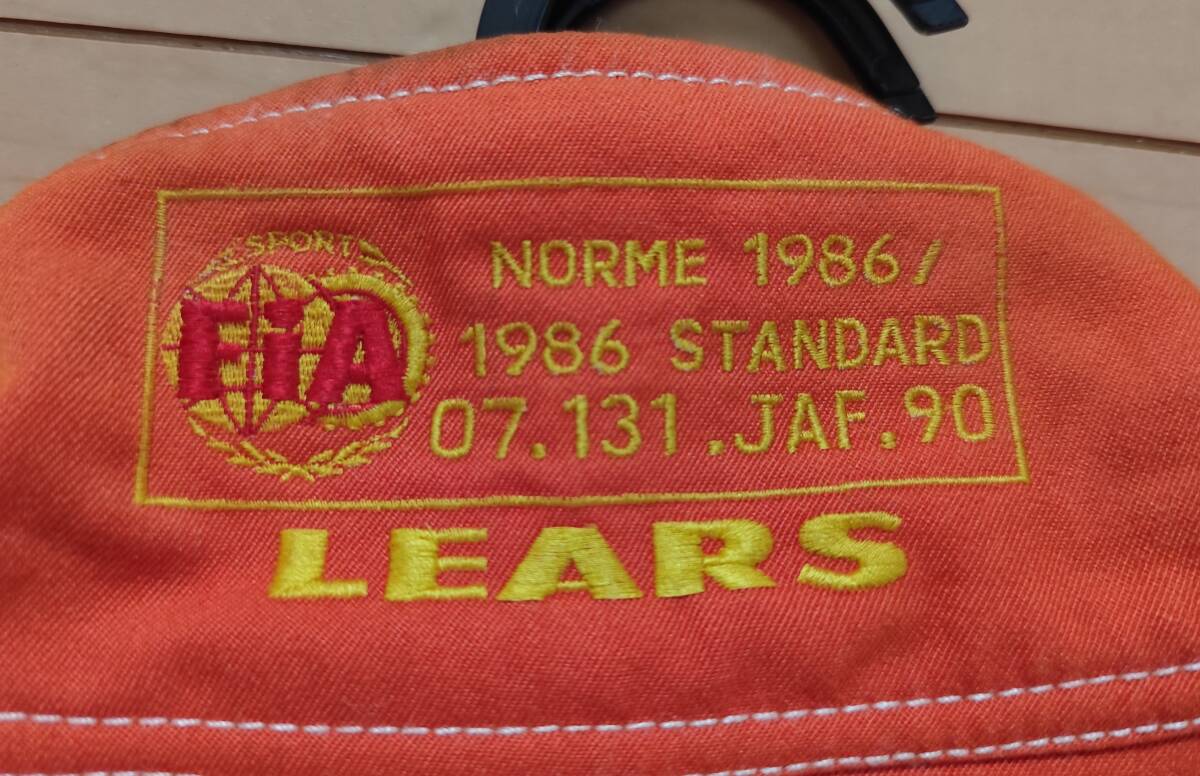 SPORT
FIA
NORME 1986/
1986 STANDARD
07.131.JAF.90
LEARS